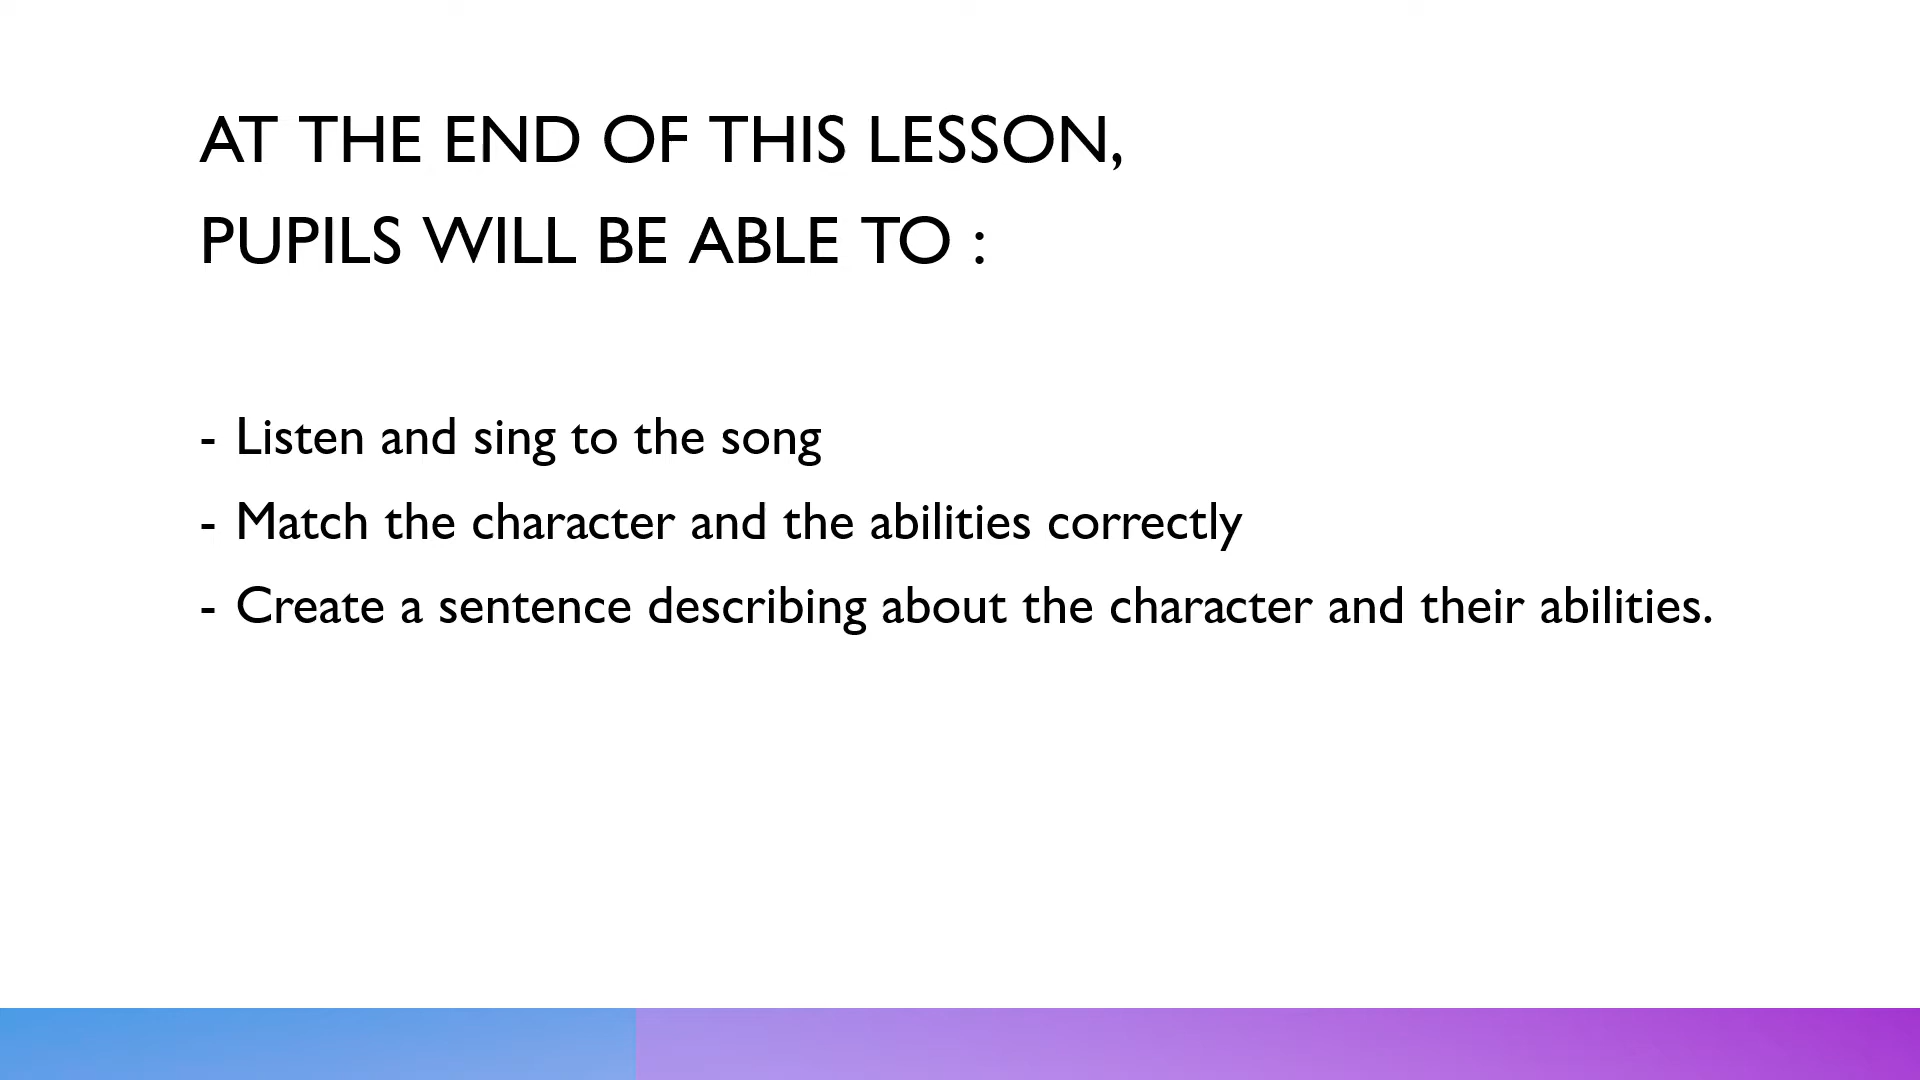 AT THE END OF THIS LESSON,
PUPILS WILL BE ABLE TO :
- Listen and sing to the song
- Match the character and the abilities correctly
- Create a sentence describing about the character and their abilities.